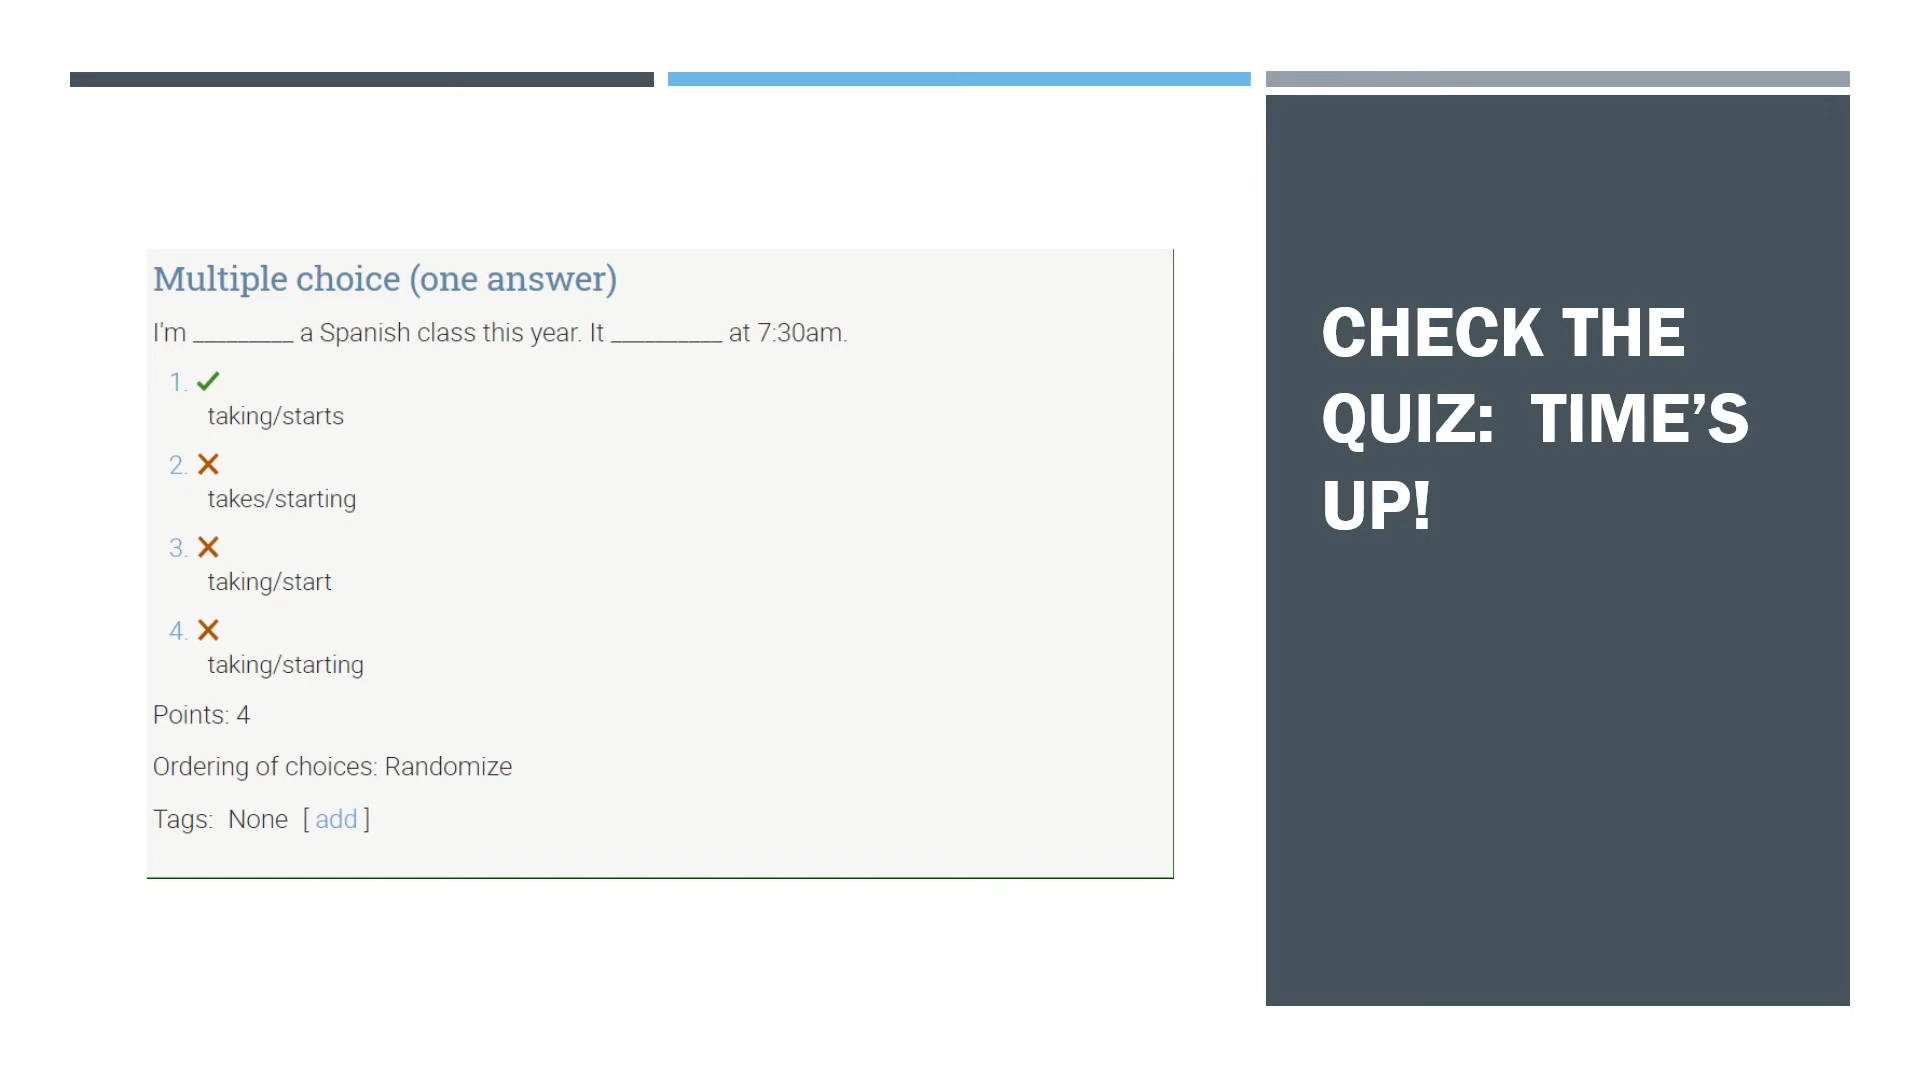 Multiple choice (one answer)
I'm _________ a Spanish class this year. It __________ at 7:30am.
1.
taking/starts
2.
takes/starting
3.
taking/start
4.
taking/starting
Points: 4
Ordering of choices: Randomize
Tags: None [ add ]
CHECK THE
QUIZ: TIME’S
UP!